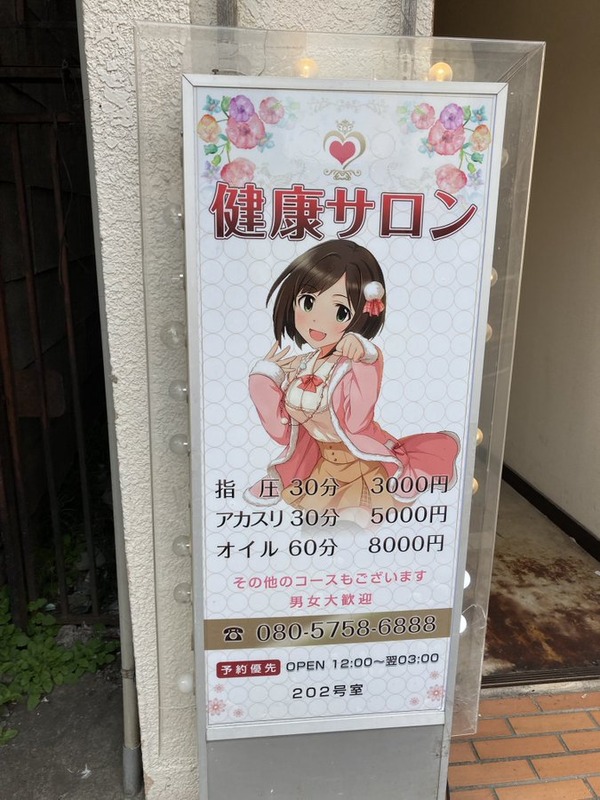 健康サロン
指 圧 30分 3000円
アカスリ 30分 5000円
オイル 60分 8000円
その他のコースもございます
男女大歓迎
☎ 080-5758-6888
予約優先 OPEN 12:00〜翌03:00
202号室